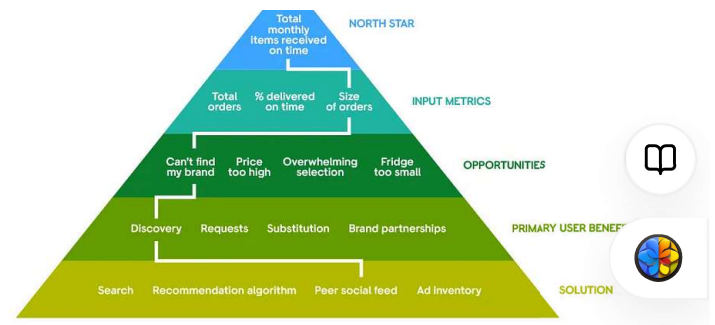 Total
monthly
items received
on time
NORTH STAR
Total
orders
% delivered
on time
Size
of orders
INPUT METRICS
Can't find
my brand
Price
too high
Overwhelming
selection
Fridge
too small
OPPORTUNITIES
Discovery
Requests
Substitution
Brand partnerships
PRIMARY USER
Search
Recommendation algorithm
Peer social feed
Ad inventory
SOLUTION